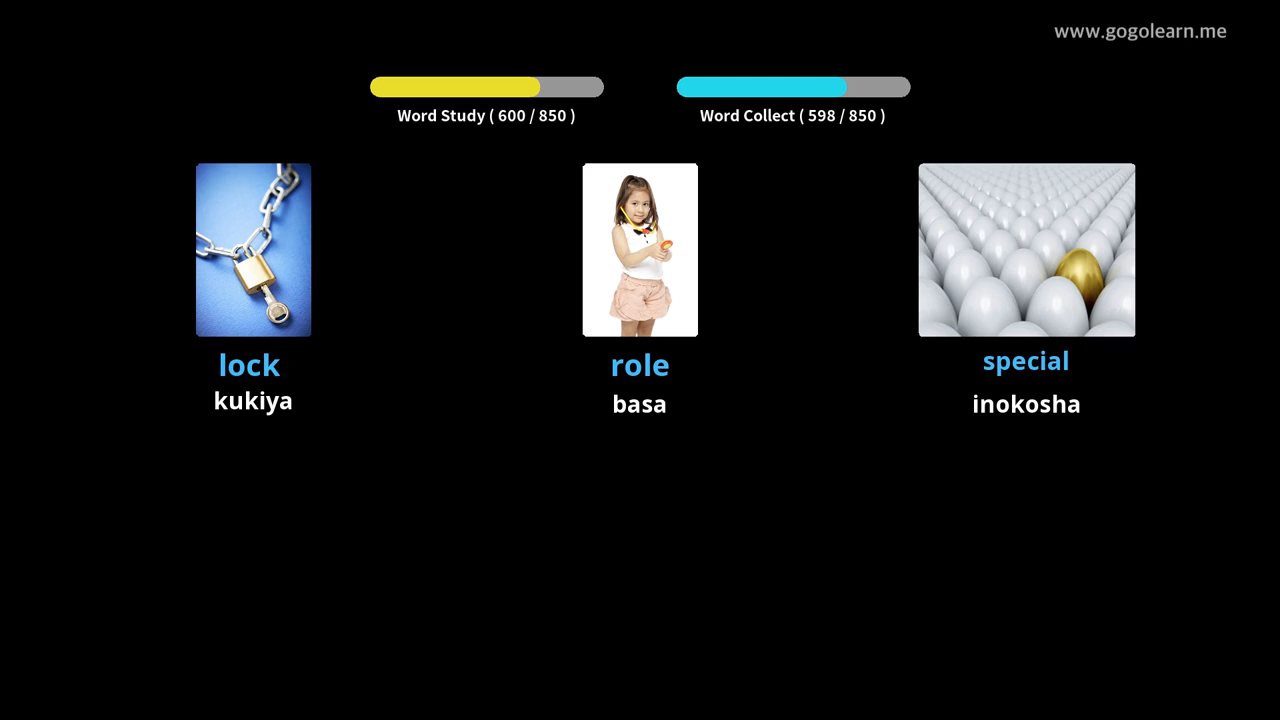 www.gogolearn.me
Word Study ( 600 / 850 )
Word Collect ( 598 / 850 )
lock
kukiya
role
basa
special
inokosha